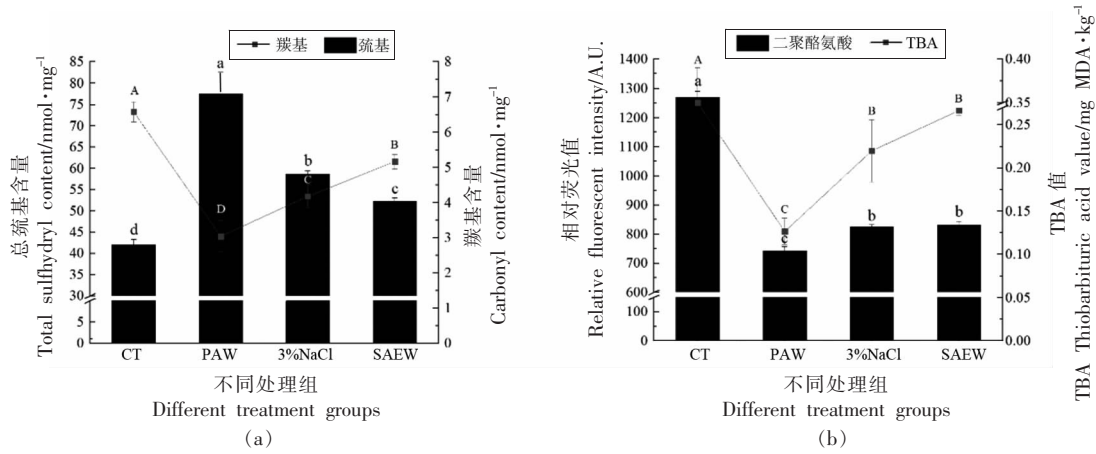 羰基 巯基
85
80
75
70
65
60
55
50
45
40
35
30
5
0
总巯基含量
Total sulfhydryl content/nmol·mg⁻¹
A
D
C
B
d
a
b
c
8
7
6
5
4
3
2
1
0
羰基含量
Carbonyl content/nmol·mg⁻¹
CT PAW 3%NaCl SAEW
不同处理组
Different treatment groups
(a)
二聚酪氨酸 TBA
1400
1300
1200
1100
1000
900
800
700
600
100
0
相对荧光值
Relative fluorescent intensity/A.U.
A
a
C
c
B
b
B
b
0.40
0.35
0.25
0.20
0.15
0.10
0.05
0.00
TBA 值
TBA Thiobarbituric acid value/mg MDA·kg⁻¹
CT PAW 3%NaCl SAEW
不同处理组
Different treatment groups
(b)